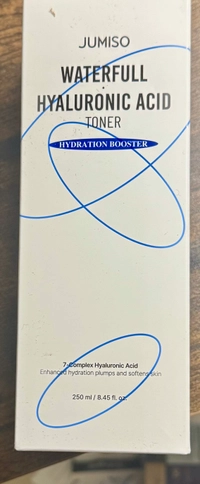 JUMISO
WATERFULL
HYALURONIC ACID
TONER
HYDRATION BOOSTER
7-Complex Hyaluronic Acid
Enhanced hydration plumps and softens skin
250 ml / 8.45 fl. oz.